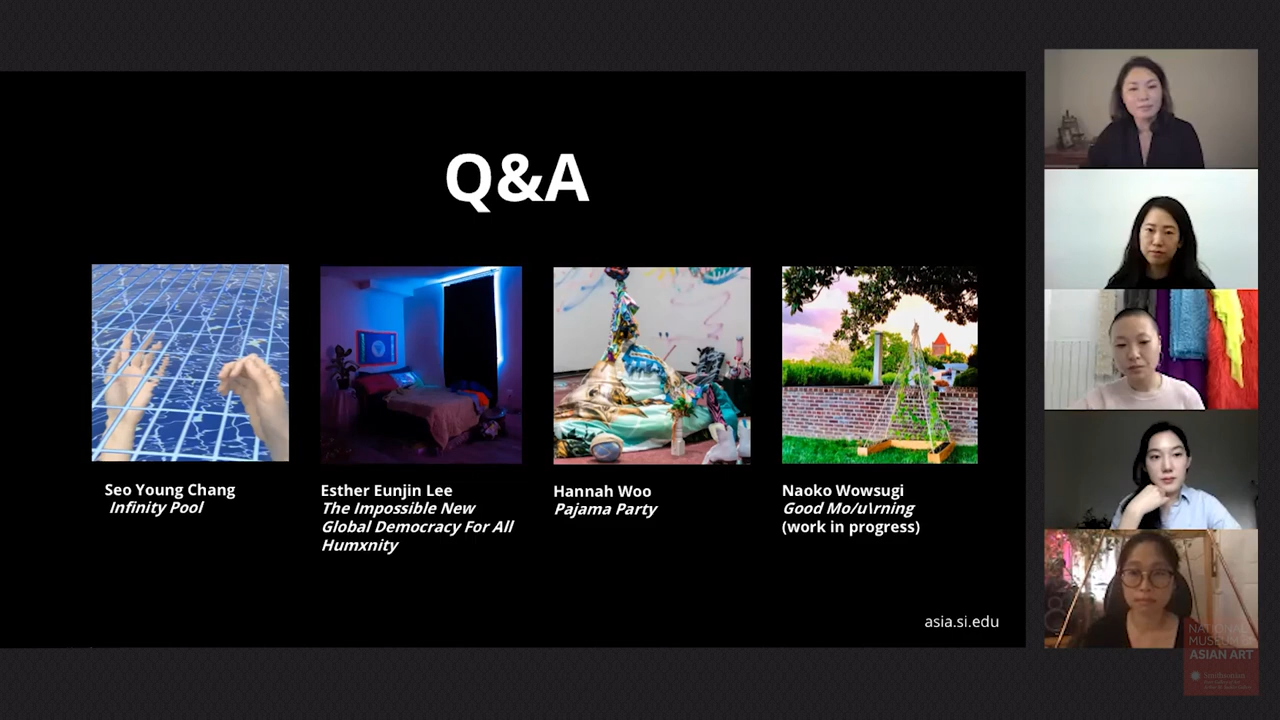 Q&A
Seo Young Chang
Infinity Pool
Esther Eunjin Lee
The Impossible New
Global Democracy For All
Humxnity
Hannah Woo
Pajama Party
Naoko Wowsugi
Good Mo/u\rning
(work in progress)
asia.si.edu
NATIONAL
MUSEUM OF
ASIAN ART
Smithsonian